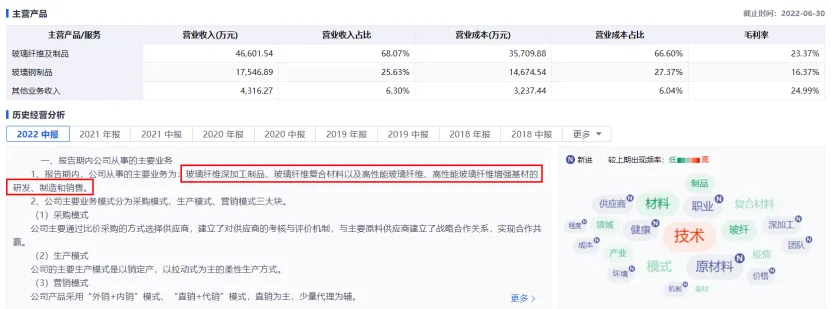 主营产品
截止时间：2022-06-30
主营产品/服务 营业收入(万元) 营业收入占比 营业成本(万元) 营业成本占比 毛利率
玻璃纤维及制品 46,601.54 68.07% 35,709.88 66.60% 23.37%
玻璃钢制品 17,546.89 25.63% 14,674.54 27.37% 16.37%
其他业务收入 4,316.27 6.30% 3,237.44 6.04% 24.99%
历史经营分析
2022 中报 2021 年报 2021 中报 2020 年报 2020 中报 2019 年报 2019 中报 2018 年报 2018 中报 更多
一、报告期内公司从事的主要业务
1、报告期内，公司从事的主要业务为：玻璃纤维深加工制品、玻璃纤维复合材料以及高性能玻璃纤维、高性能玻璃纤维增强基材的
研发、制造和销售。
2、公司主要业务模式分为采购模式、生产模式、营销模式三大块。
（1）采购模式
公司主要通过比价采购的方式选择供应商，建立了对供应商的考核与评价机制，与主要原料供应商建立了战略合作关系，实现合作共
赢。
（2）生产模式
公司的主要生产模式是以销定产，以拉动式为主的柔性生产方式。
（3）营销模式
公司产品采用“外销+内销”模式、“直销+代销”模式，直销为主，少量代理为辅。
更多
N 新进 较上期出现频率： 低 高
制品
供应商 N 材料 职业 N 复合材料
程度 N 领域 健康 N 技术 玻纤 深加工 N
成本 N 产业 疫情 团队 N
环境 N 模式 原材料 N 价格 N
机制 N 基材